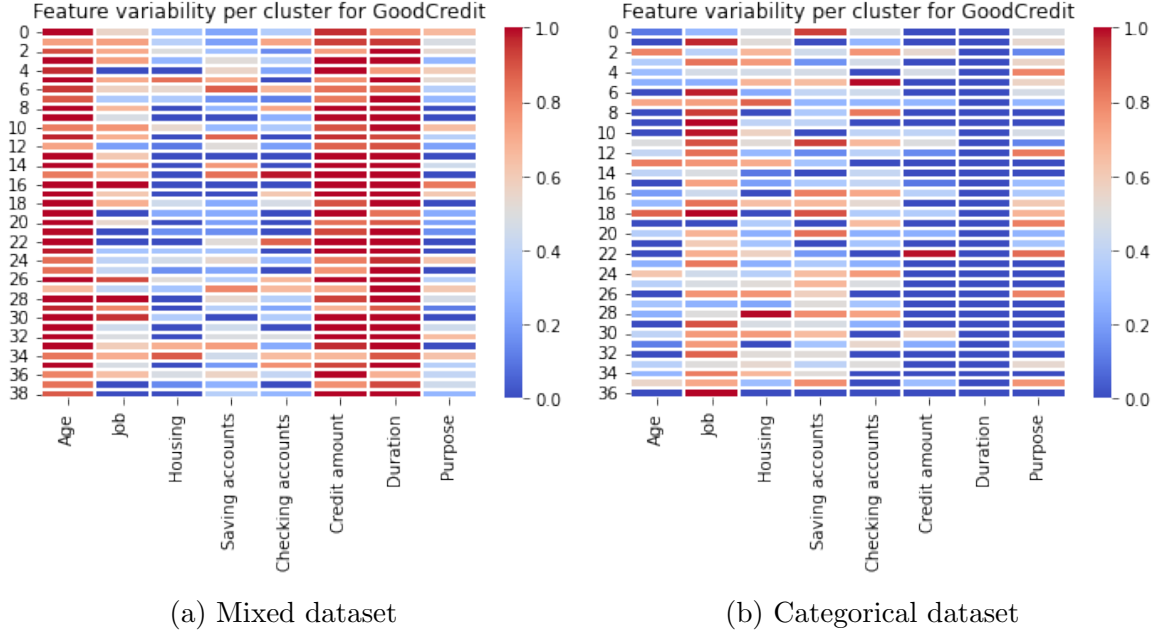 Feature variability per cluster for GoodCredit
0
2
4
6
8
10
12
14
16
18
20
22
24
26
28
30
32
34
36
38
Age
Job
Housing
Saving accounts
Checking accounts
Credit amount
Duration
Purpose
1.0
0.8
0.6
0.4
0.2
0.0
(a) Mixed dataset
Feature variability per cluster for GoodCredit
0
2
4
6
8
10
12
14
16
18
20
22
24
26
28
30
32
34
36
Age
Job
Housing
Saving accounts
Checking accounts
Credit amount
Duration
Purpose
1.0
0.8
0.6
0.4
0.2
0.0
(b) Categorical dataset